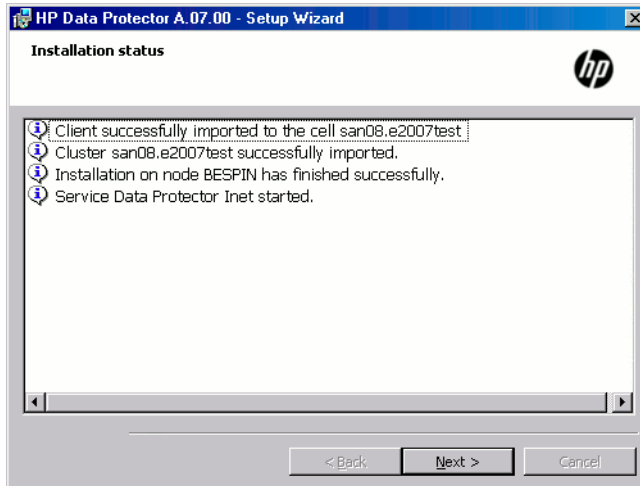 HP Data Protector A.07.00 - Setup Wizard
Installation status
hp
Client successfully imported to the cell san08.e2007test
Cluster san08.e2007test successfully imported.
Installation on node BESPIN has finished successfully.
Service Data Protector Inet started.
< Back Next > Cancel